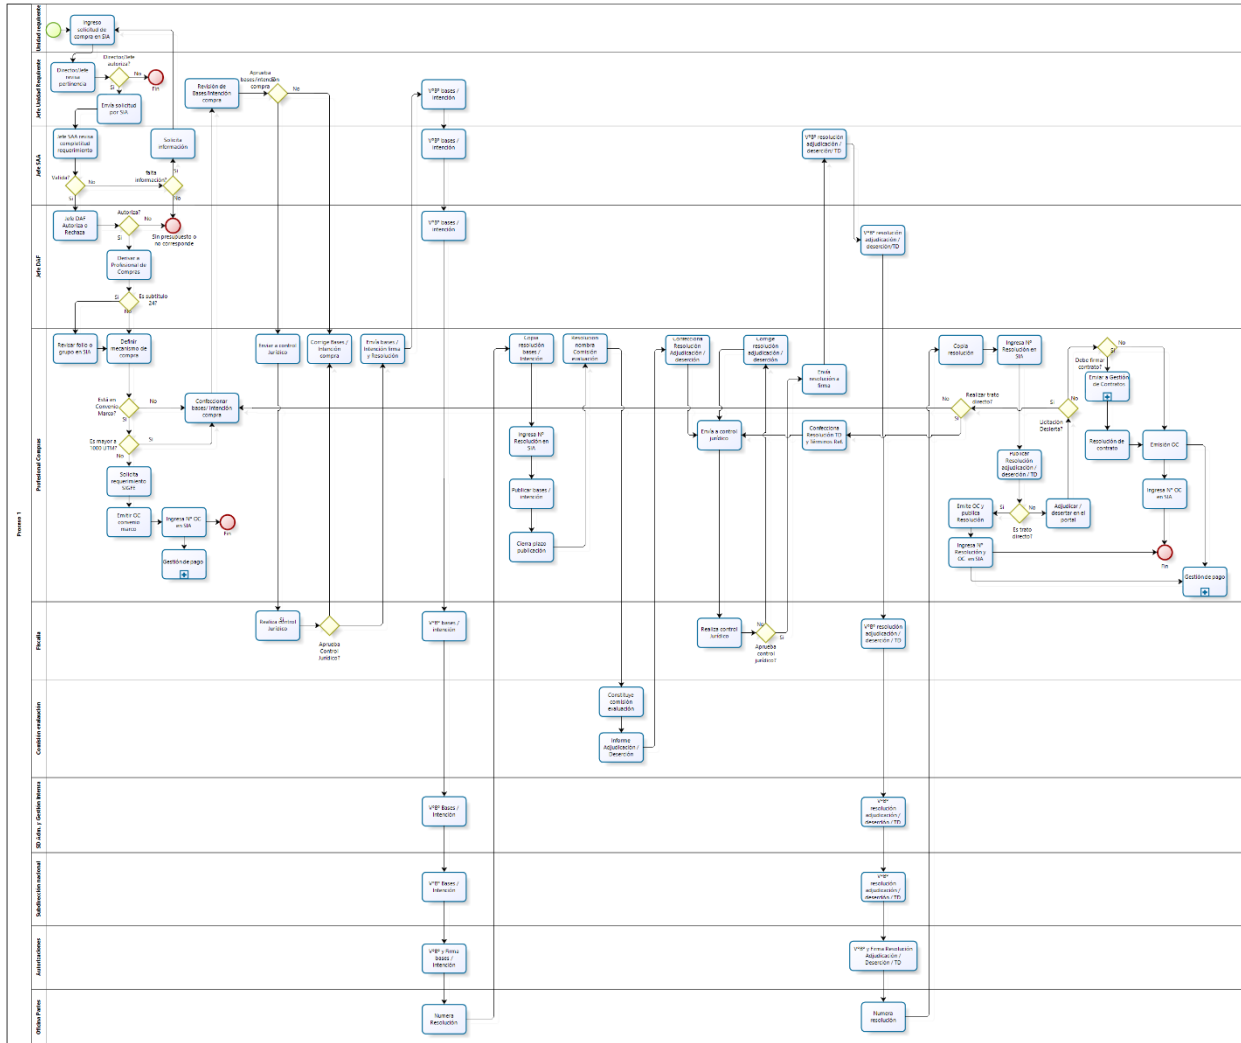 Proceso 1
Unidad requirente
Ingreso
solicitud de
compra en SIA
Jefe Unidad Requirente
Director/Jefe
revisa
pertinencia
Director/Jefe
autoriza?
No
Fin
Si
Envía solicitud
por SIA
Revisión de
Bases/Intención
compra
Aprueba
bases/intención
compra
No
V°B° bases /
Intención
Jefe SAA
Jefe SAA revisa
completitud
requerimiento
Solicita
información
Valida?
No
Si
falta
información?
Si
No
V°B° bases /
Intención
V°B° resolución
adjudicación /
deserción/ TD
Jefe DAF
Jefe DAF
Autoriza o
Rechaza
Autoriza?
No
Si
Sin presupuesto o
no corresponde
Derivar a
Profesional de
Compras
Es subtítulo
24?
Si
No
V°B° bases /
Intención
V°B° resolución
adjudicación /
deserción/TD
Profesional Compras
Revisar folio o
grupo en SIA
Definir
mecanismo de
compra
Está en
Convenio
Marco?
No
Si
Confeccionar
bases/ Intención
compra
Es mayor a
1000 UTM?
Si
No
Solicita
requerimiento
SIGFE
Emitir OC
convenio
marco
Ingresa N° OC
en SIA
Fin
Gestión de pago
Enviar a control
Jurídico
Corrige Bases /
Intención
compra
Envía bases /
Intención firma
y Resolución
Copia
resolución
bases /
Intención
Ingresa N°
Resolución en
SIA
Publicar bases /
intención
Cierra plazo
publicación
Resolución
nombra
Comisión
evaluación
Confecciona
Resolución
Adjudicación /
deserción
Corrige
resolución
adjudicación /
deserción
Envía
resolución a
firma
Envía a control
jurídico
Confecciona
Resolución TD
y Términos Ref.
Realizar trato
directo?
No
Si
Copia
resolución
Ingresa N°
Resolución en
SIA
Publicar
Resolución
adjudicación /
deserción / TD
Es trato
directo?
Si
No
Emite OC y
publica
Resolución
Ingresa N°
Resolución y
OC en SIA
Adjudicar /
desertar en el
portal
Licitación
Desierta?
Si
No
Debe firmar
contrato?
No
Si
Enviar a Gestión
de Contratos
Resolución de
contrato
Emisión OC
Ingresa N° OC
en SIA
Fin
Gestión de pago
Fiscalía
Realiza control
Jurídico
Si
Aprueba
Control
Jurídico?
V°B° bases /
intención
Realiza control
jurídico
No
Si
Aprueba
control
jurídico?
V°B° resolución
adjudicación /
deserción / TD
Comisión evaluación
Constituye
comisión
evaluación
Informe
Adjudicación /
Deserción
SD Adm. y Gestión Interna
V°B° Bases /
Intención
V°B°
resolución
adjudicación /
deserción / TD
Subdirección nacional
V°B° Bases /
Intención
V°B°
resolución
adjudicación /
deserción / TD
Autorizaciones
V°B° y Firma
bases /
Intención
V°B° y Firma Resolución
Adjudicación /
Deserción / TD
Oficina Partes
Numera
Resolución
Numera
resolución